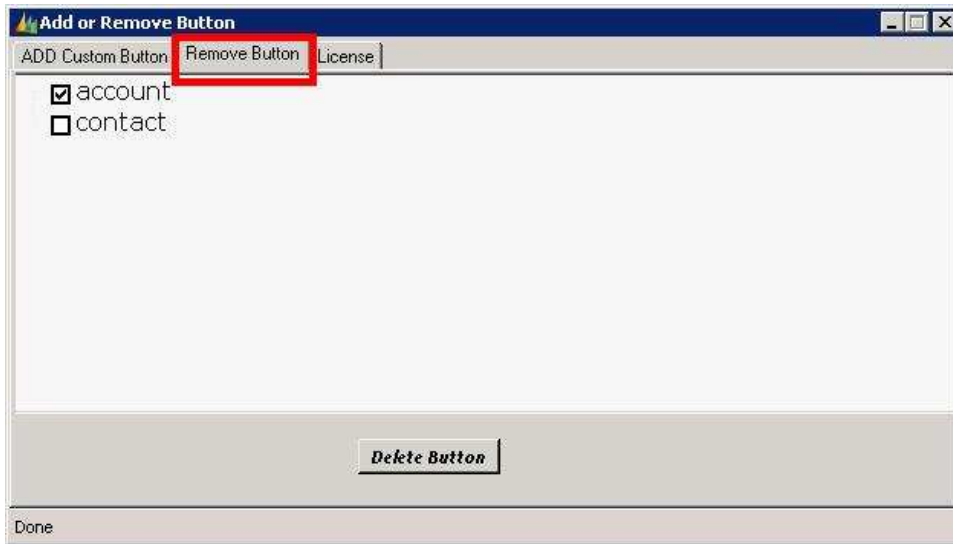 Add or Remove Button
ADD Custom Button Remove Button License
account
contact
Delete Button
Done